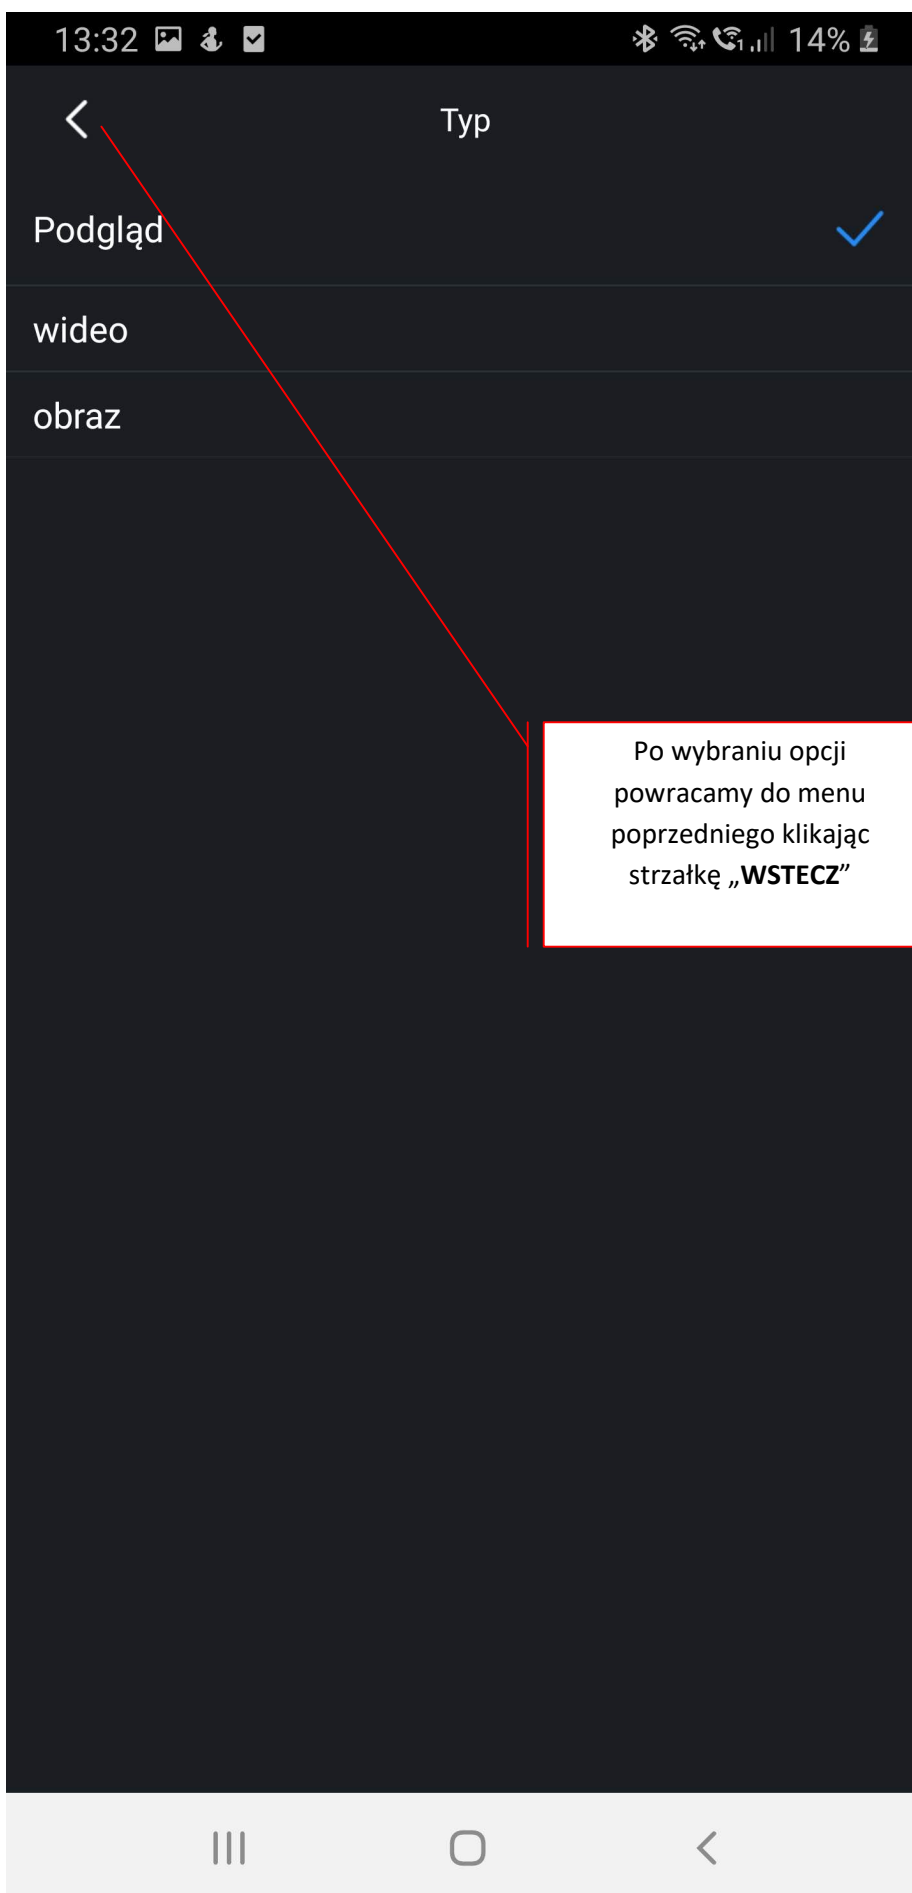 13:32
14%
Typ
Podgląd
wideo
obraz
Po wybraniu opcji
powracamy do menu
poprzedniego klikając
strzałkę „WSTECZ”